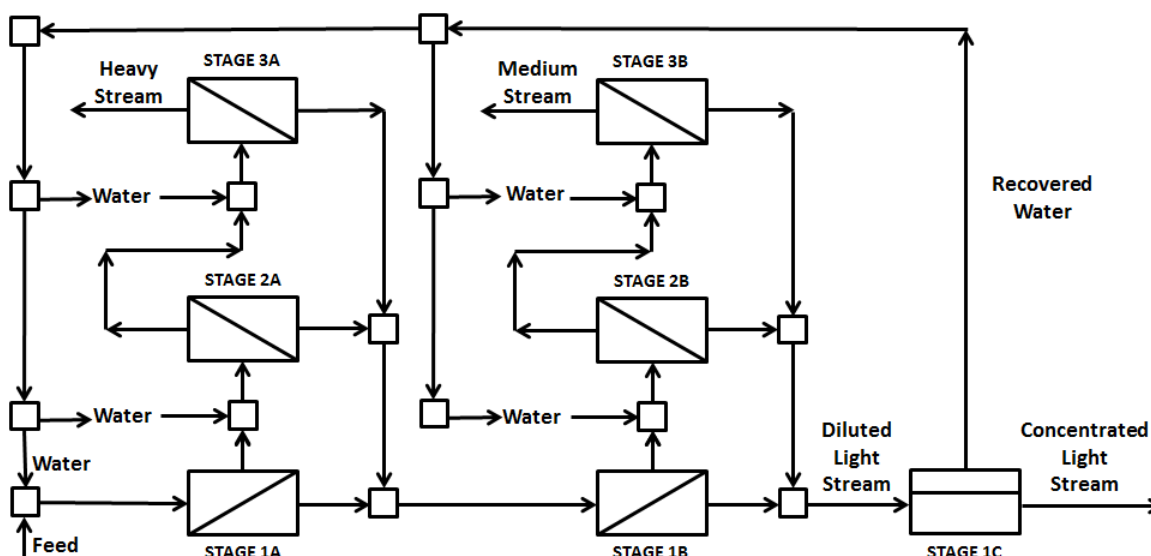 STAGE 3A
STAGE 3B
Heavy
Stream
Medium
Stream
Water
Water
Recovered
Water
STAGE 2A
STAGE 2B
Water
Water
Water
Diluted
Light
Stream
Concentrated
Light
Stream
Feed
STAGE 1A
STAGE 1B
STAGE 1C